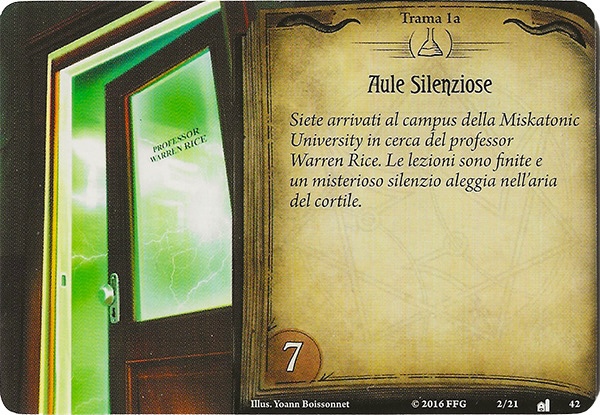 Trama 1a
Aule Silenziose
Siete arrivati al campus della Miskatonic
University in cerca del professor
Warren Rice. Le lezioni sono finite e
un misterioso silenzio aleggia nell'aria
del cortile.
PROFESSOR
WARREN RICE
7
Illus. Yoann Boissonnet © 2016 FFG 2/21 42